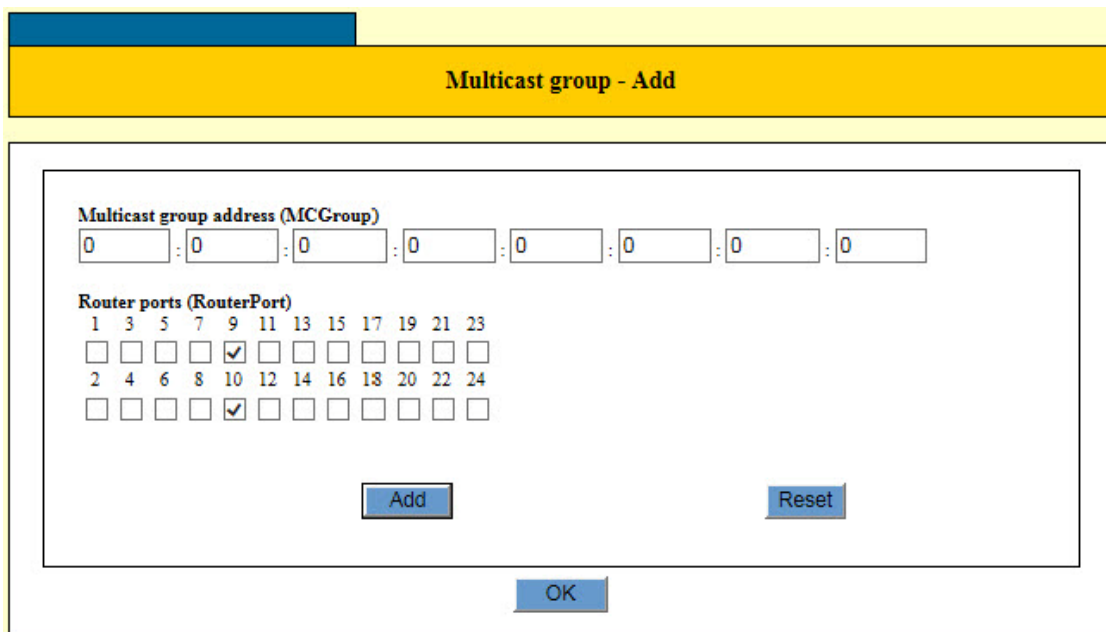 Multicast group - Add
Multicast group address (MCGroup)
0 : 0 : 0 : 0 : 0 : 0 : 0 : 0
Router ports (RouterPort)
1 3 5 7 9 11 13 15 17 19 21 23
2 4 6 8 10 12 14 16 18 20 22 24
Add Reset
OK